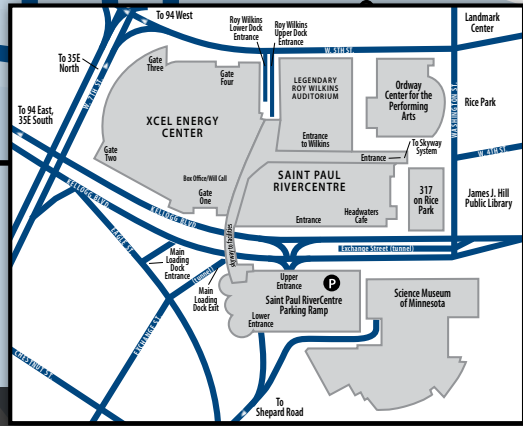 To 94 West
Roy Wilkins
Lower Dock
Entrance
Roy Wilkins
Upper Dock
Entrance
Landmark
Center
To 35E
North
W. 7TH ST.
W. 5TH ST.
Gate
Three
Gate
Four
LEGENDARY
ROY WILKINS
AUDITORIUM
Ordway
Center for the
Performing
Arts
WASHINGTON ST.
Rice Park
To 94 East,
35E South
XCEL ENERGY
CENTER
Entrance
to Wilkins
To Skyway
System
Gate
Two
Entrance
W. 4TH ST.
Box Office/Will Call
SAINT PAUL
RIVERCENTRE
317
on Rice
Park
James J. Hill
Public Library
Gate
One
KELLOGG BLVD.
KELLOGG BLVD.
Entrance
Headwaters
Cafe
skyway to facilities
EAGLE ST.
Exchange Street (tunnel)
Main
Loading
Dock
Entrance
(tunnel)
Main
Loading
Dock Exit
Upper
Entrance
P
Saint Paul RiverCentre
Parking Ramp
Lower
Entrance
Science Museum
of Minnesota
EXCHANGE ST.
CHESTNUT ST.
To
Shepard Road